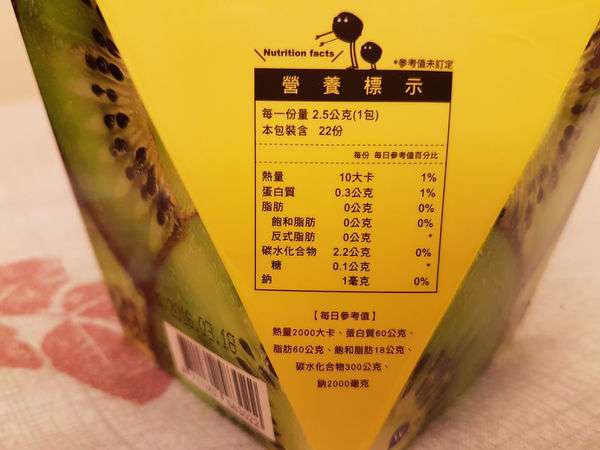 Nutrition facts
*參考值未訂定
營養標示
每一份量 2.5公克(1包)
本包裝含 22份
每份 每日參考值百分比
熱量 10大卡 1%
蛋白質 0.3公克 1%
脂肪 0公克 0%
飽和脂肪 0公克 0%
反式脂肪 0公克 *
碳水化合物 2.2公克 0%
糖 0.1公克 *
鈉 1毫克 0%
【每日參考值】
熱量2000大卡、蛋白質60公克、
脂肪60公克、飽和脂肪18公克、
碳水化合物300公克、
鈉2000毫克
03.18